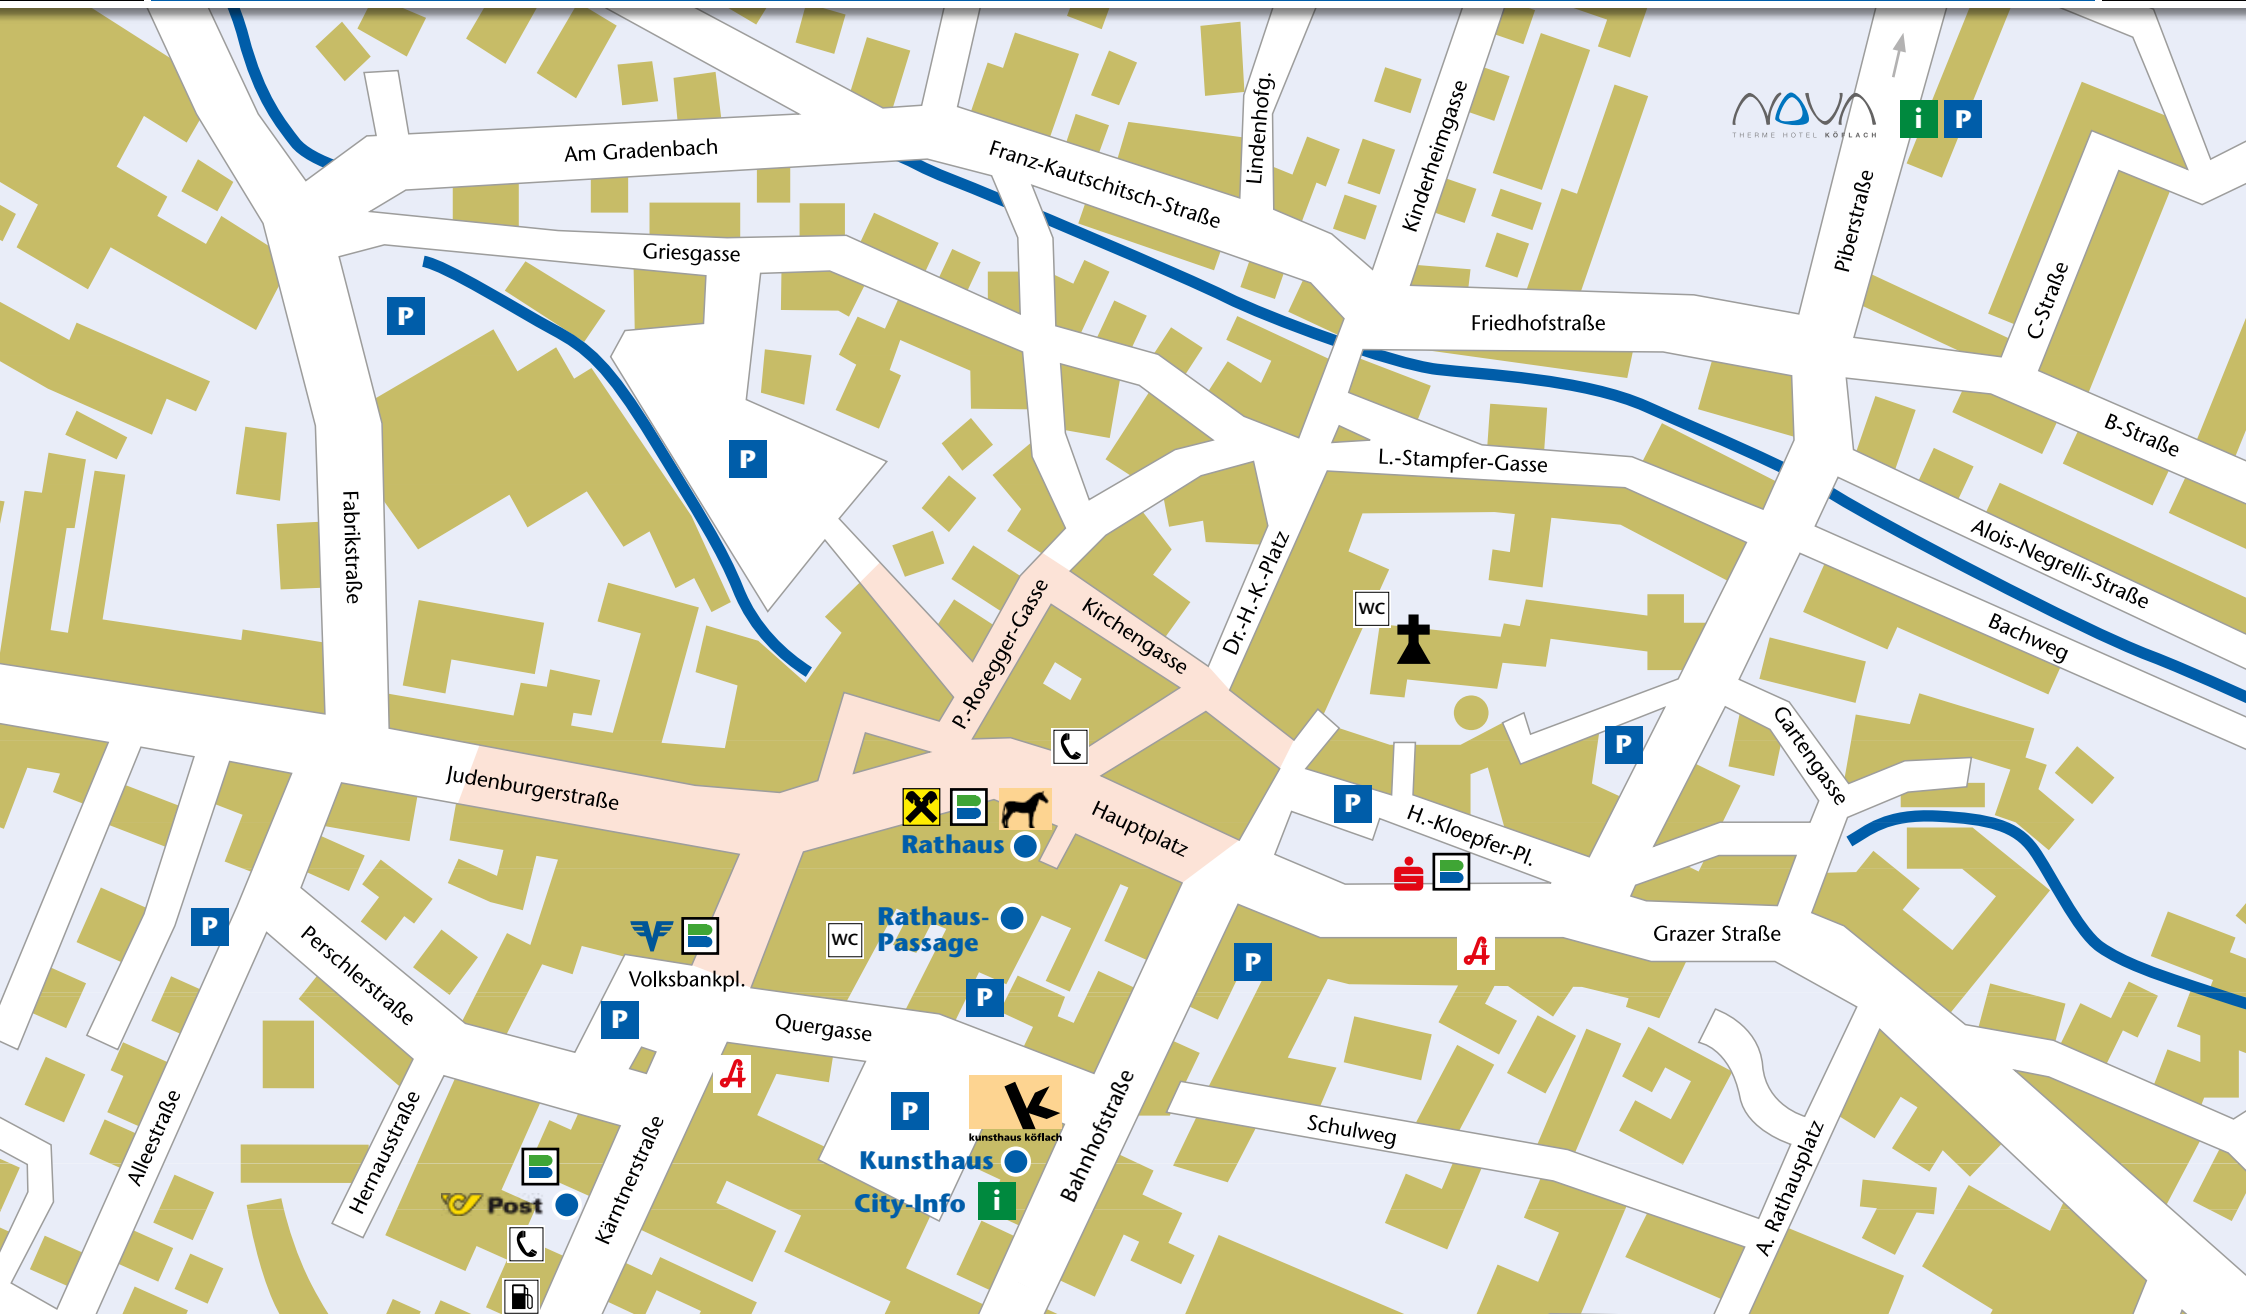 Am Gradenbach
Franz-Kautschitsch-Straße
Lindenhofg.
Kinderheimgasse
NOVA
THERME HOTEL KÖFLACH
i
P
Piberstraße
C-Straße
Griesgasse
P
Friedhofstraße
B-Straße
P
L.-Stampfer-Gasse
Fabrikstraße
Alois-Negrelli-Straße
Dr.-H.-K.-Platz
WC
Kirchengasse
P.-Rosegger-Gasse
Bachweg
P
Gartengasse
Judenburgerstraße
Hauptplatz
P
H.-Kloepfer-Pl.
Rathaus
S
B
B
P
Perschlerstraße
V
B
WC
Rathaus-
Passage
Grazer Straße
P
Volksbankpl.
P
P
Quergasse
P
K
kunsthaus köflach
Kunsthaus
City-Info
i
Schulweg
Bahnhofstraße
A. Rathausplatz
Alleestraße
Hernausstraße
Kärntnerstraße
B
Post